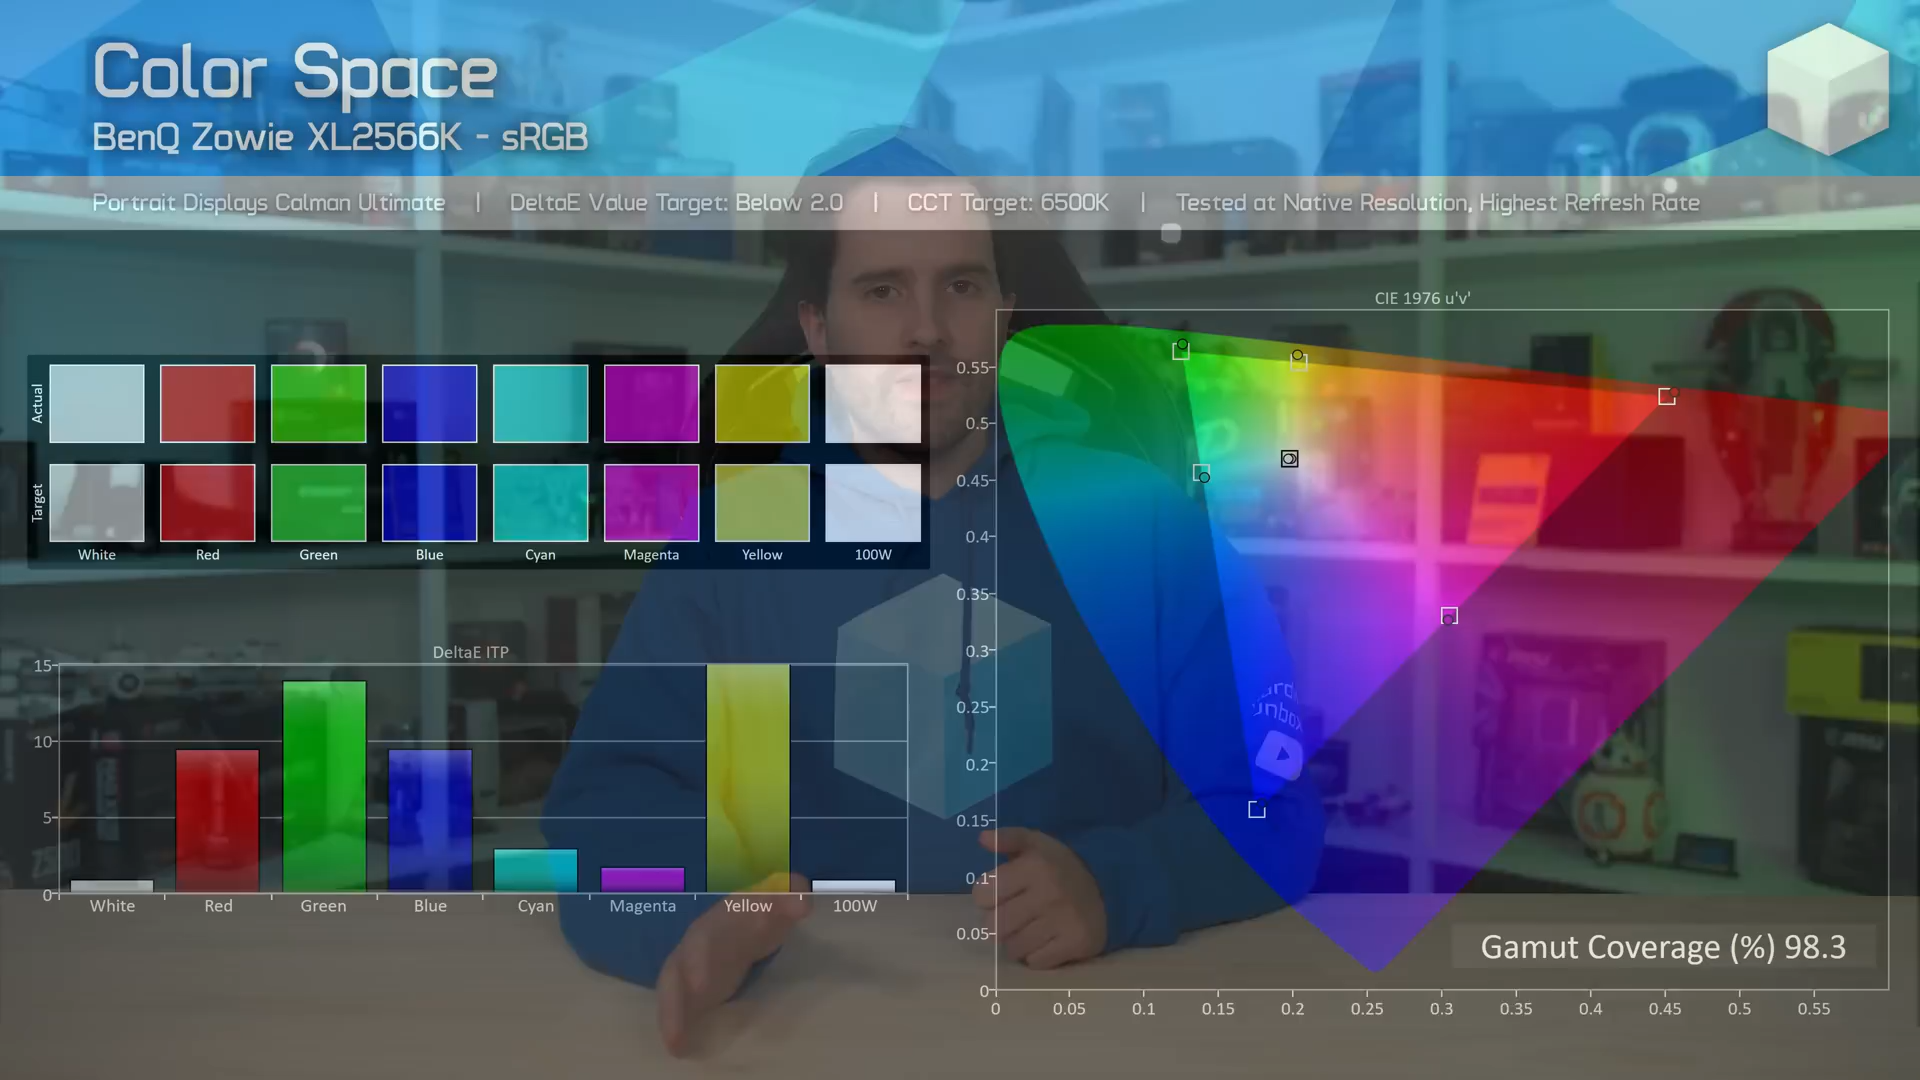 Color Space
BenQ Zowie XL2566K - sRGB
Portrait Displays Calman Ultimate | DeltaE Value Target: Below 2.0 | CCT Target: 6500K | Tested at Native Resolution, Highest Refresh Rate
Actual
Target
White Red Green Blue Cyan Magenta Yellow 100W
DeltaE ITP
15
10
5
0
White Red Green Blue Cyan Magenta Yellow 100W
CIE 1976 u'v'
0.55
0.5
0.45
0.4
0.35
0.3
0.25
0.2
0.15
0.1
0.05
0
0 0.05 0.1 0.15 0.2 0.25 0.3 0.35 0.4 0.45 0.5 0.55
Gamut Coverage (%) 98.3